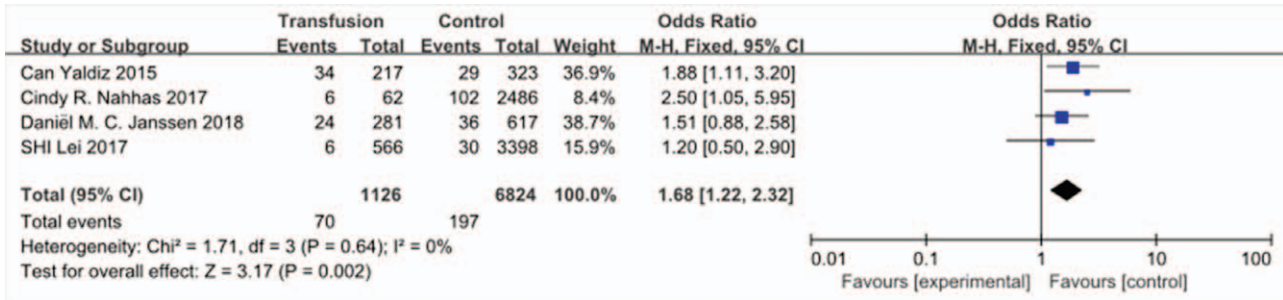 Transfusion Control Odds Ratio Odds Ratio
Study or Subgroup Events Total Events Total Weight M-H, Fixed, 95% CI M-H, Fixed, 95% CI
Can Yaldiz 2015 34 217 29 323 36.9% 1.88 [1.11, 3.20]
Cindy R. Nahhas 2017 6 62 102 2486 8.4% 2.50 [1.05, 5.95]
Daniël M. C. Janssen 2018 24 281 36 617 38.7% 1.51 [0.88, 2.58]
SHI Lei 2017 6 566 30 3398 15.9% 1.20 [0.50, 2.90]
Total (95% CI) 1126 6824 100.0% 1.68 [1.22, 2.32]
Total events 70 197
Heterogeneity: Chi² = 1.71, df = 3 (P = 0.64); I² = 0%
Test for overall effect: Z = 3.17 (P = 0.002)
0.01 0.1 1 10 100
Favours [experimental] Favours [control]